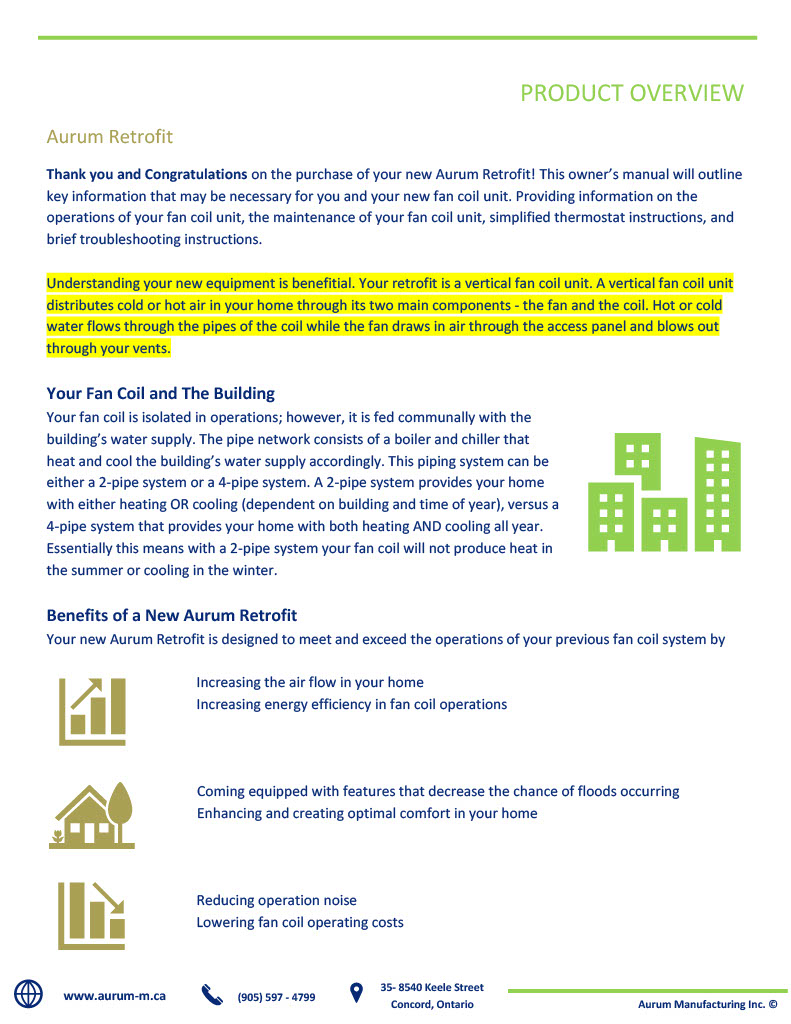 PRODUCT OVERVIEW
Aurum Retrofit
Thank you and Congratulations on the purchase of your new Aurum Retrofit! This owner’s manual will outline
key information that may be necessary for you and your new fan coil unit. Providing information on the
operations of your fan coil unit, the maintenance of your fan coil unit, simplified thermostat instructions, and
brief troubleshooting instructions.
Understanding your new equipment is benefitial. Your retrofit is a vertical fan coil unit. A vertical fan coil unit
distributes cold or hot air in your home through its two main components - the fan and the coil. Hot or cold
water flows through the pipes of the coil while the fan draws in air through the access panel and blows out
through your vents.
Your Fan Coil and The Building
Your fan coil is isolated in operations; however, it is fed communally with the
building’s water supply. The pipe network consists of a boiler and chiller that
heat and cool the building’s water supply accordingly. This piping system can be
either a 2-pipe system or a 4-pipe system. A 2-pipe system provides your home
with either heating OR cooling (dependent on building and time of year), versus a
4-pipe system that provides your home with both heating AND cooling all year.
Essentially this means with a 2-pipe system your fan coil will not produce heat in
the summer or cooling in the winter.
Benefits of a New Aurum Retrofit
Your new Aurum Retrofit is designed to meet and exceed the operations of your previous fan coil system by
Increasing the air flow in your home
Increasing energy efficiency in fan coil operations
Coming equipped with features that decrease the chance of floods occurring
Enhancing and creating optimal comfort in your home
Reducing operation noise
Lowering fan coil operating costs
www.aurum-m.ca
(905) 597 - 4799
35- 8540 Keele Street
Concord, Ontario
Aurum Manufacturing Inc. ©